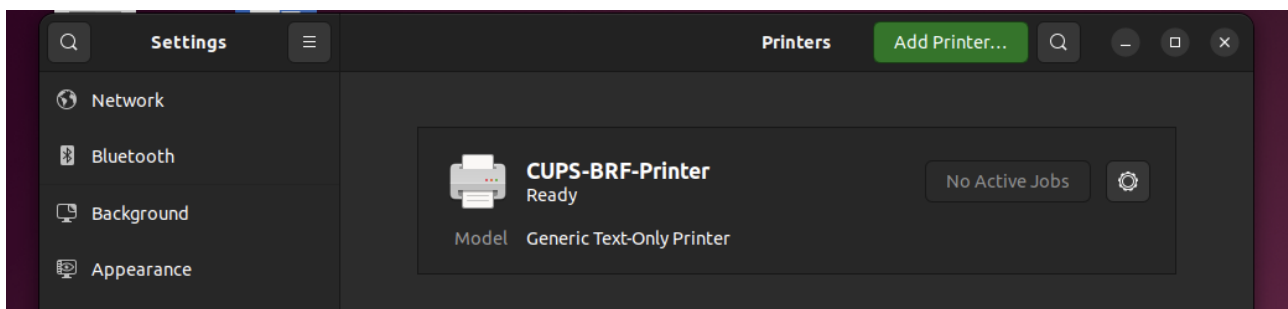 Settings
Printers
Add Printer...
Network
Bluetooth
Background
Appearance
CUPS-BRF-Printer
Ready
No Active Jobs
Model Generic Text-Only Printer